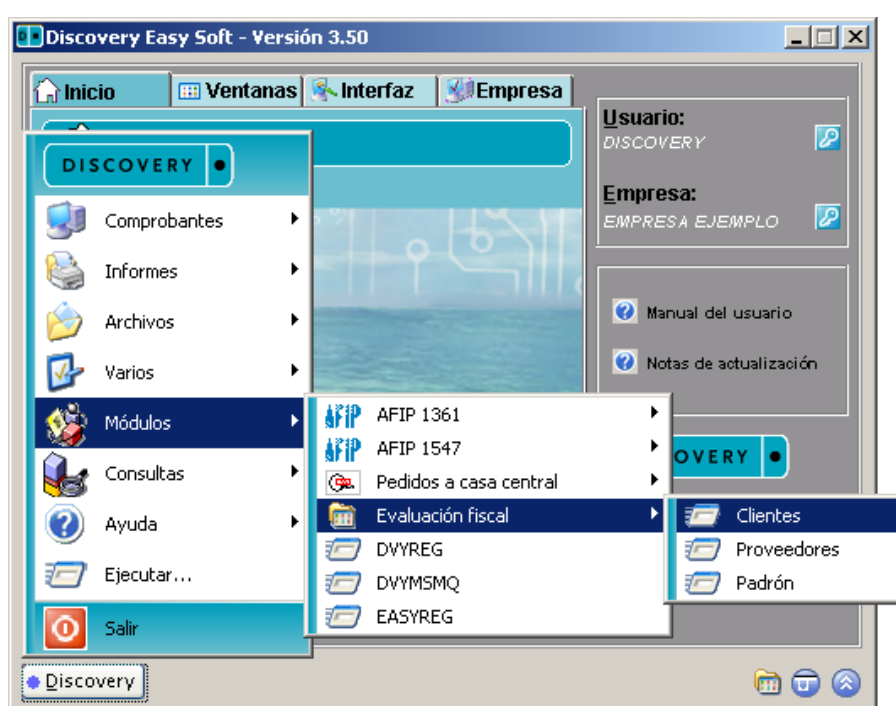 Discovery Easy Soft - Versión 3.50
Inicio
Ventanas
Interfaz
Empresa
Usuario:
DISCOVERY
Empresa:
EMPRESA EJEMPLO
Manual del usuario
Notas de actualización
OVERY
DISCOVERY
Comprobantes
Informes
Archivos
Varios
Módulos
Consultas
Ayuda
Ejecutar...
Salir
AFIP AFIP 1361
AFIP AFIP 1547
Pedidos a casa central
Evaluación fiscal
DVYREG
DVYMSMQ
EASYREG
Clientes
Proveedores
Padrón
Discovery